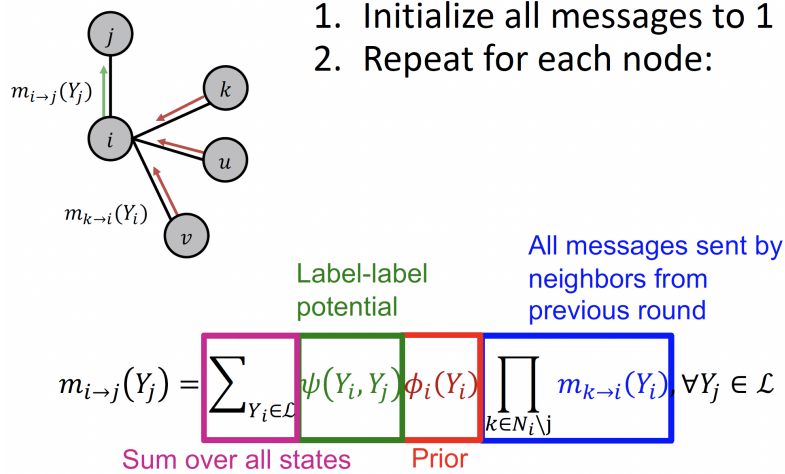 1. Initialize all messages to 1
2. Repeat for each node:
j
m_{i→j}(Y_j)
k
i
u
m_{k→i}(Y_i)
v
All messages sent by
neighbors from
previous round
Label-label
potential
m_{i→j}(Y_j) = ∑_{Y_i∈ℒ} ψ(Y_i, Y_j) ϕ_i(Y_i) ∏_{k∈N_i\j} m_{k→i}(Y_i), ∀Y_j ∈ ℒ
Sum over all states
Prior